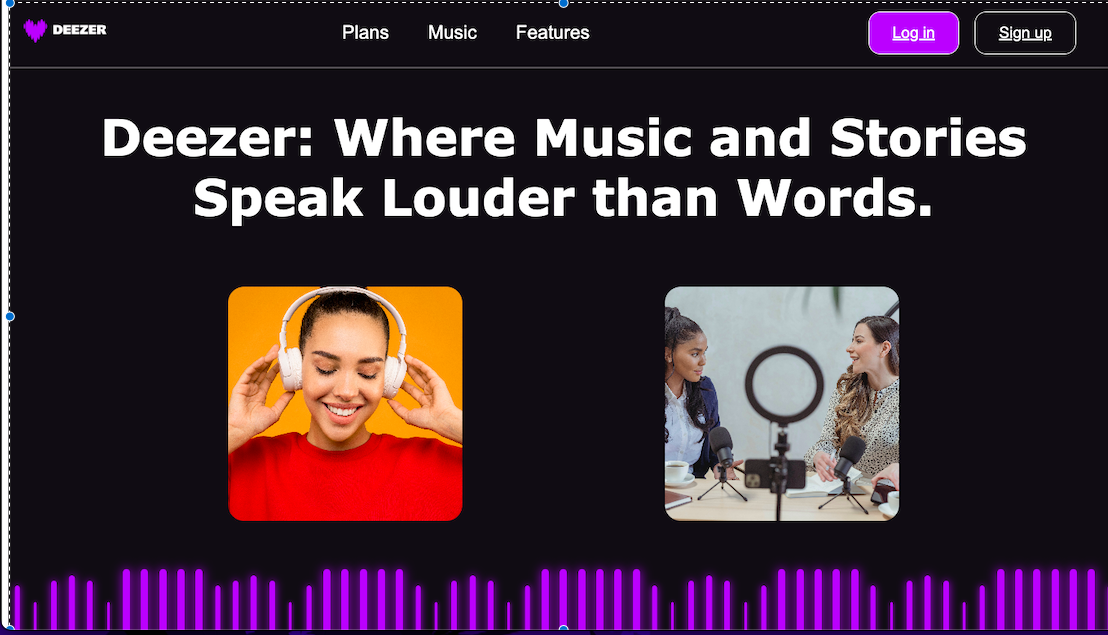 DEEZER
Plans Music Features
Log in
Sign up
Deezer: Where Music and Stories
Speak Louder than Words.